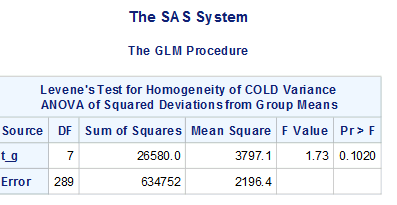 The SAS System
The GLM Procedure
Levene's Test for Homogeneity of COLD Variance
ANOVA of Squared Deviations from Group Means
Source DF Sum of Squares Mean Square F Value Pr > F
t_g 7 26580.0 3797.1 1.73 0.1020
Error 289 634752 2196.4